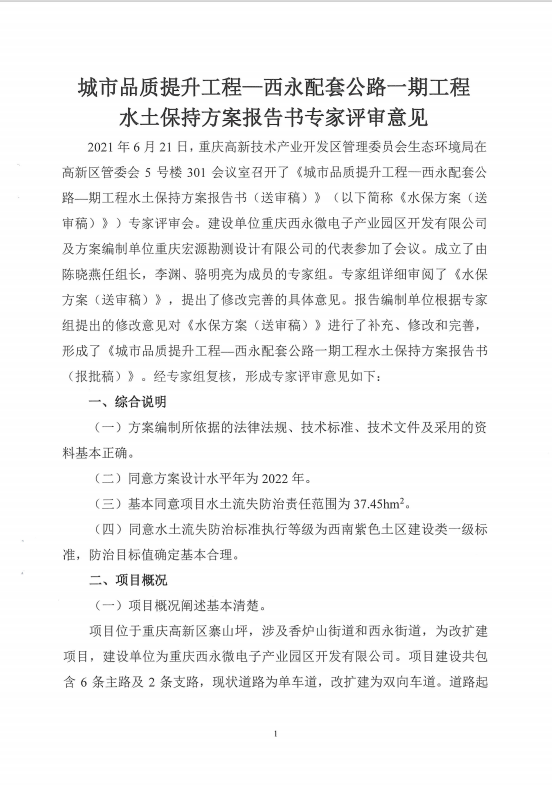 城市品质提升工程—西永配套公路一期工程
水土保持方案报告书专家评审意见
2021 年 6 月 21 日，重庆高新技术产业开发区管理委员会生态环境局在
高新区管委会 5 号楼 301 会议室召开了《城市品质提升工程—西永配套公
路—期工程水土保持方案报告书（送审稿）》（以下简称《水保方案（送
审稿）》）专家评审会。建设单位重庆西永微电子产业园区开发有限公司
及方案编制单位重庆宏源勘测设计有限公司的代表参加了会议。成立了由
陈晓燕任组长，李渊、骆明亮为成员的专家组。专家组详细审阅了《水保
方案（送审稿）》，提出了修改完善的具体意见。报告编制单位根据专家
组提出的修改意见对《水保方案（送审稿）》进行了补充、修改和完善，
形成了《城市品质提升工程—西永配套公路一期工程水土保持方案报告书
（报批稿）》。经专家组复核，形成专家评审意见如下：
一、综合说明
（一）方案编制所依据的法律法规、技术标准、技术文件及采用的资
料基本正确。
（二）同意方案设计水平年为 2022 年。
（三）基本同意项目水土流失防治责任范围为 37.45hm²。
（四）同意水土流失防治标准执行等级为西南紫色土区建设类一级标
准，防治目标值确定基本合理。
二、项目概况
（一）项目概况阐述基本清楚。
项目位于重庆高新区寨山坪，涉及香炉山街道和西永街道，为改扩建
项目，建设单位为重庆西永微电子产业园区开发有限公司。项目建设共包
含 6 条主路及 2 条支路，现状道路为单车道，改扩建为双向车道。道路起
1